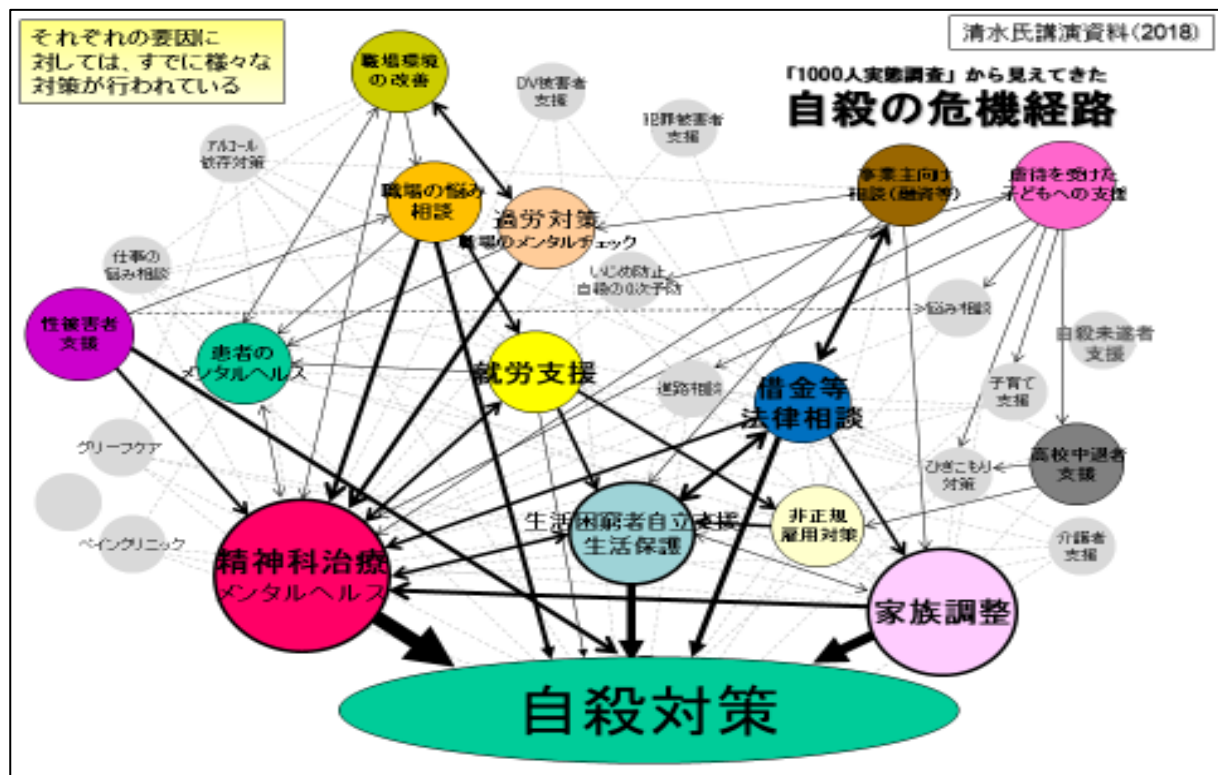 それぞれの要因に
対しては、すでに様々な
対策が行われている
清水氏講演資料(2018)
「1000人実態調査」から見えてきた
自殺の危機経路
職場環境
の改善
DV被害者
支援
犯罪被害者
支援
アルコール
依存対策
職場の悩み
相談
過労対策
職場のメンタルチェック
事業主向け
相談(融資等)
虐待を受けた
子どもへの支援
仕事の
悩み相談
いじめ防止
自殺の0次予防
悩み相談
性被害者
支援
患者の
メンタルヘルス
就労支援
進路相談
借金等
法律相談
自殺未遂者
支援
子育て
支援
グリーフケア
ひきこもり
対策
高校中退者
支援
ペインクリニック
精神科治療
メンタルヘルス
生活困窮者自立支援
生活保護
非正規
雇用対策
介護者
支援
家族調整
自殺対策